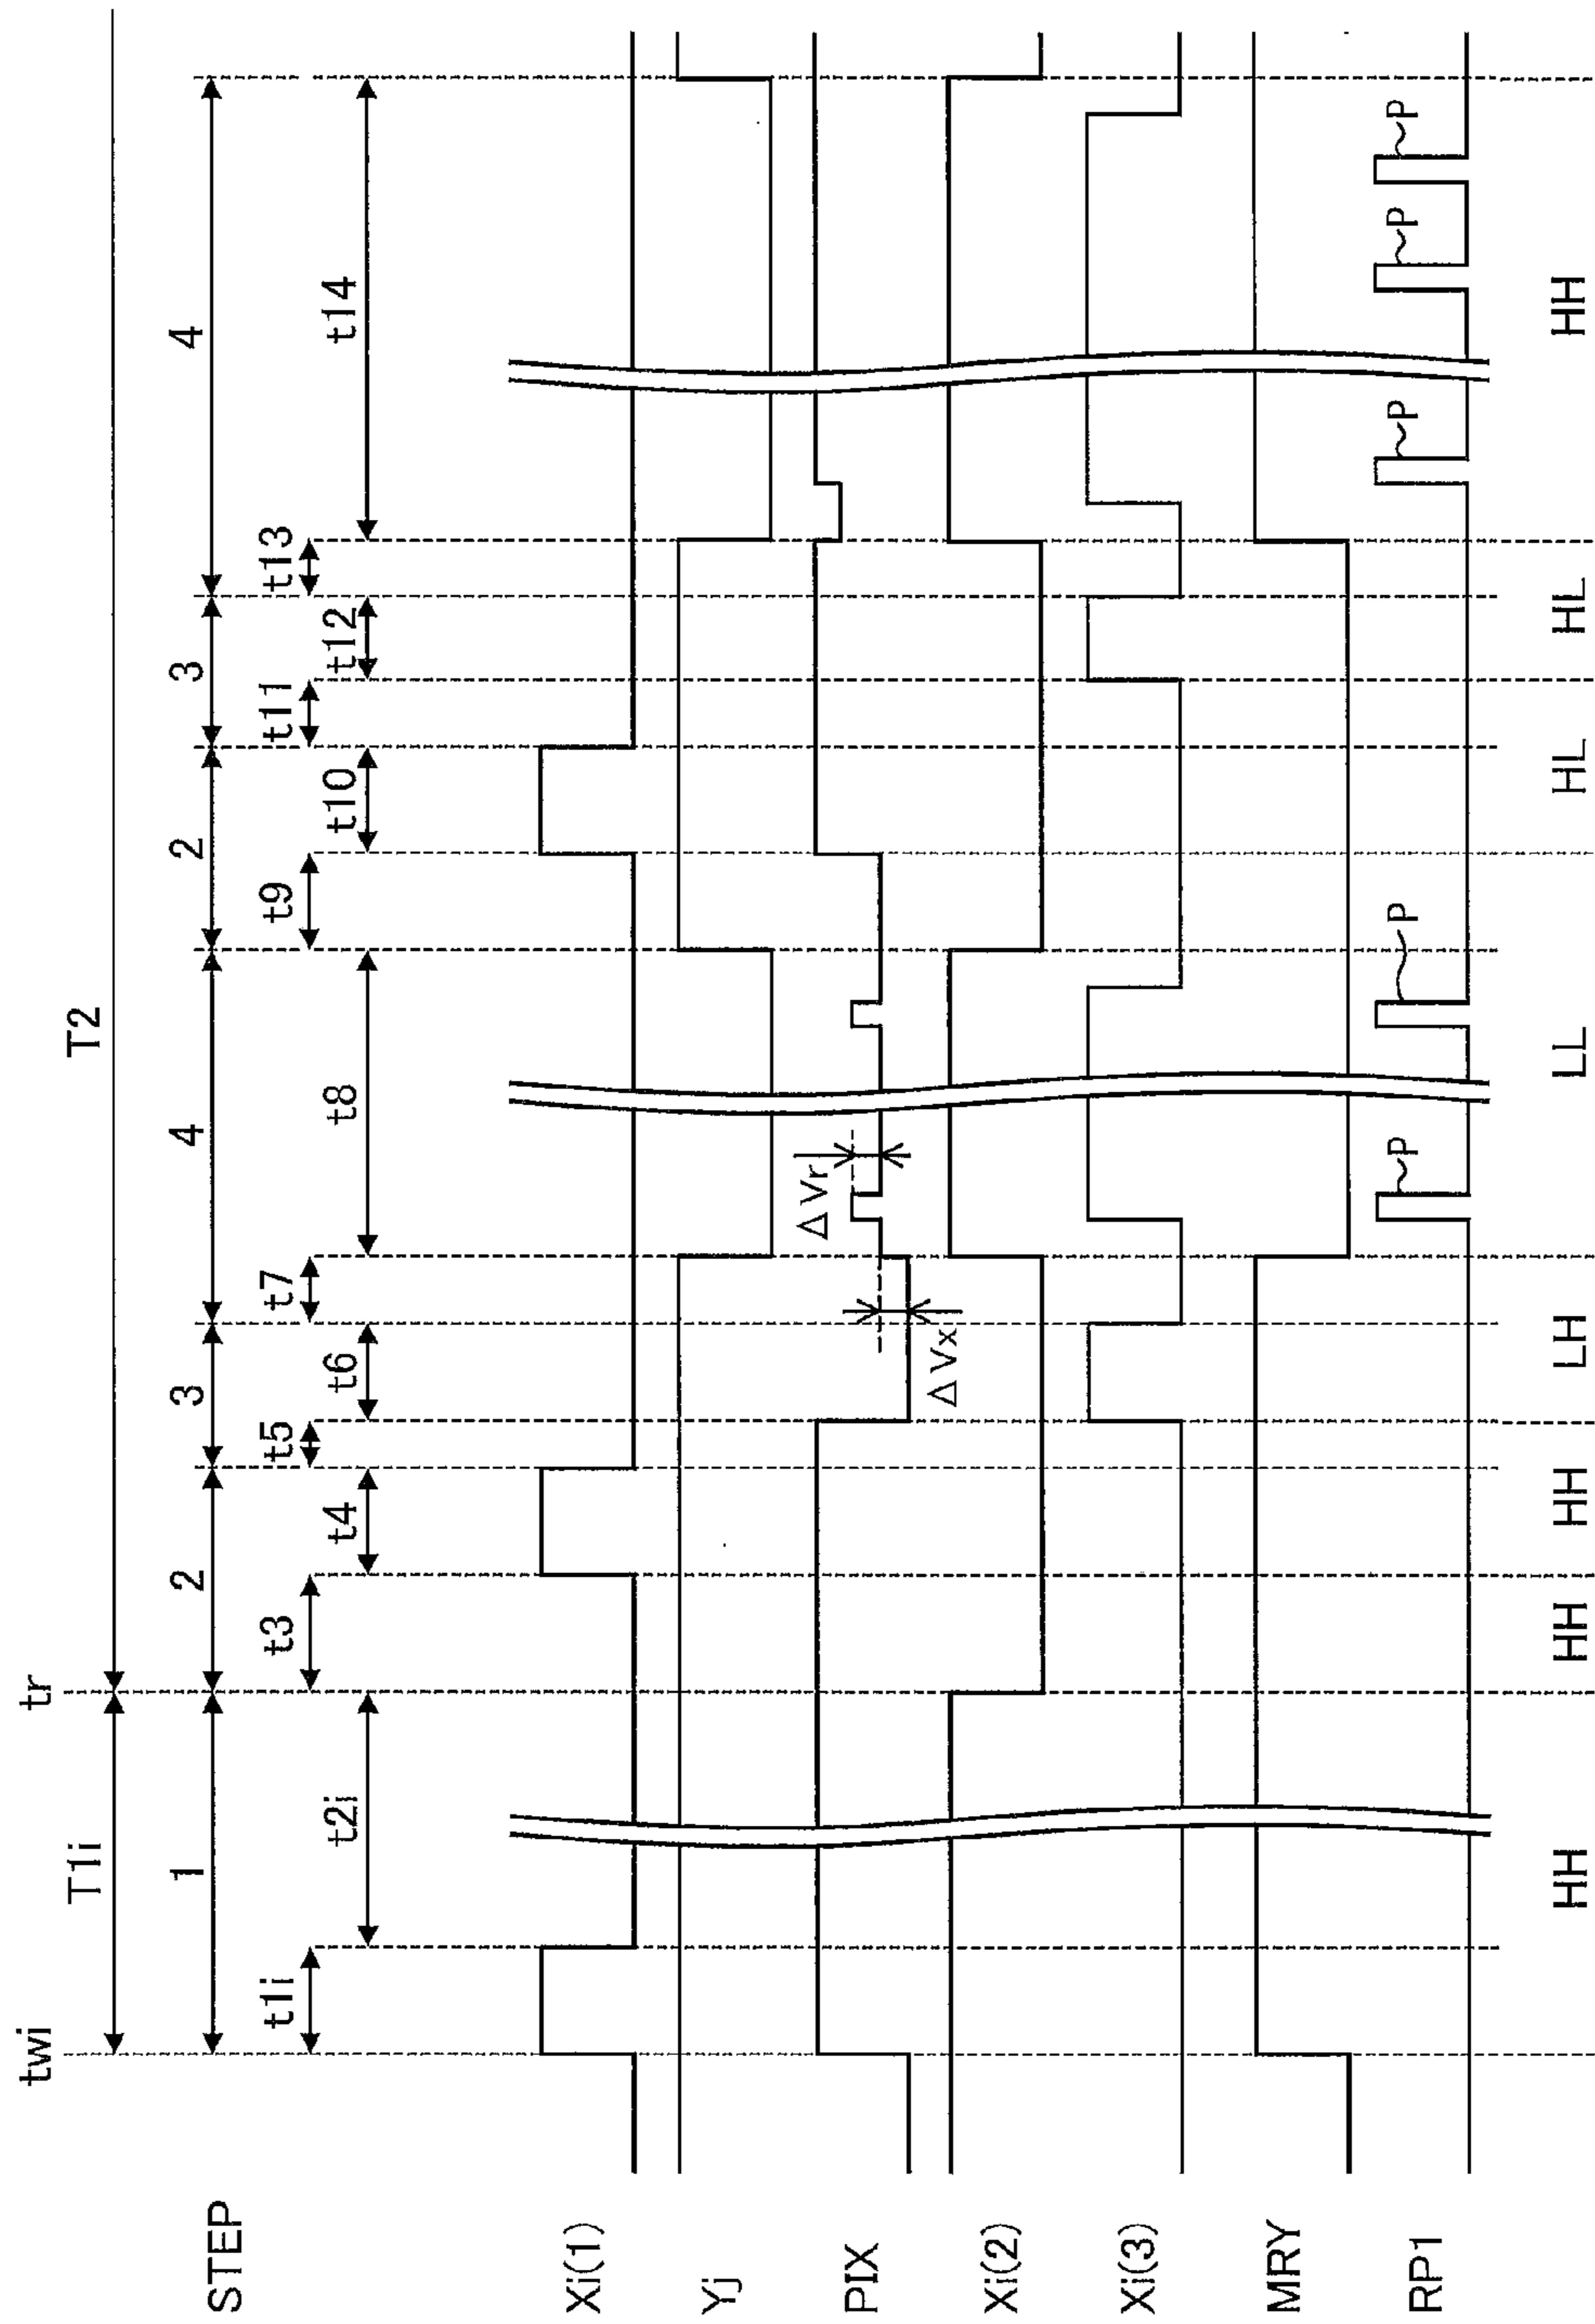 twi tr
T1i T2
STEP 1 2 3 4 2 3 4
t1i t3 t5 t7 t9 t11 t13
t2i t4 t6 t8 t10 t12 t14
Xi(1)
Yj
PIX ΔVx ΔVr
Xi(2)
Xi(3)
MRY
RP1 P P P P P
HH HH HH LH LL HL HL HH